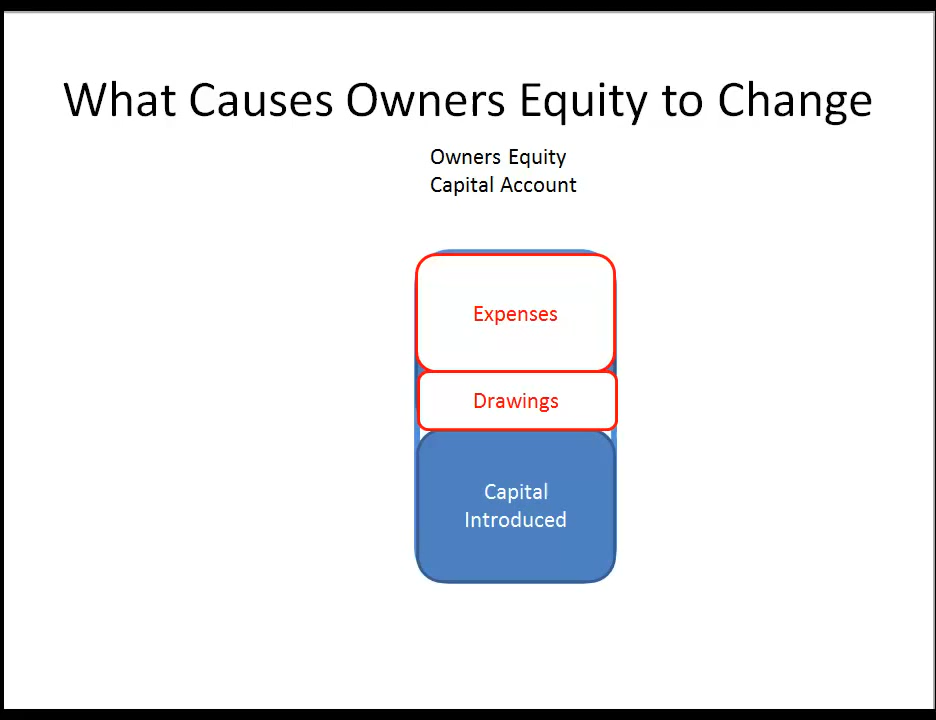 What Causes Owners Equity to Change
Owners Equity
Capital Account
Expenses
Drawings
Capital
Introduced